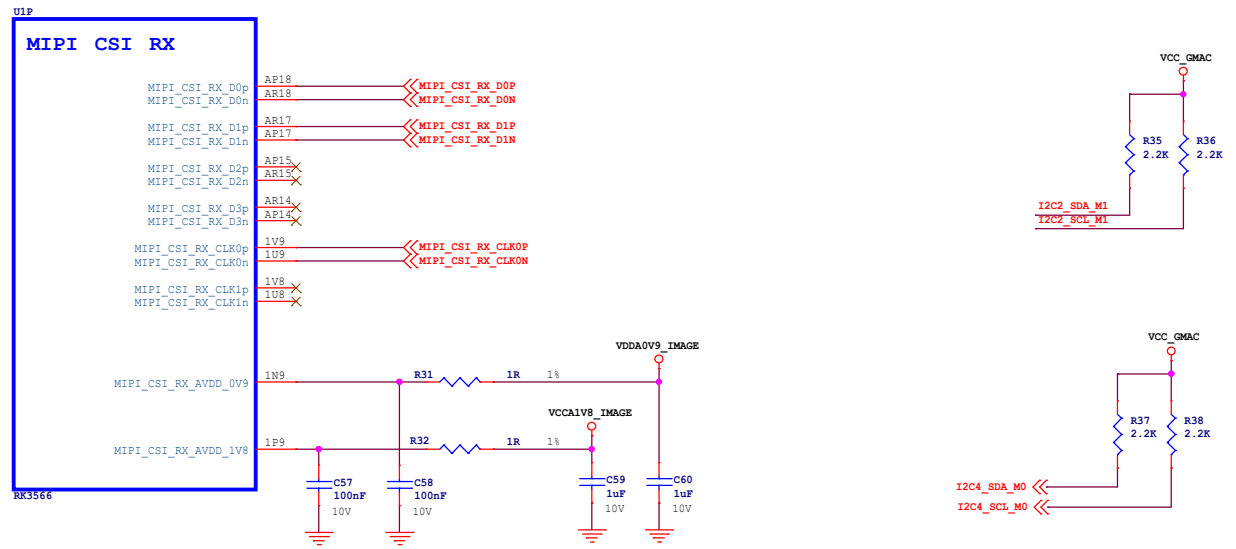 U1P
MIPI CSI RX
MIPI_CSI_RX_D0p AP18 MIPI_CSI_RX_D0P
MIPI_CSI_RX_D0n AR18 MIPI_CSI_RX_D0N
MIPI_CSI_RX_D1p AR17 MIPI_CSI_RX_D1P
MIPI_CSI_RX_D1n AP17 MIPI_CSI_RX_D1N
MIPI_CSI_RX_D2p AP15
MIPI_CSI_RX_D2n AR15
MIPI_CSI_RX_D3p AR14
MIPI_CSI_RX_D3n AP14
MIPI_CSI_RX_CLK0p 1V9 MIPI_CSI_RX_CLK0P
MIPI_CSI_RX_CLK0n 1U9 MIPI_CSI_RX_CLK0N
MIPI_CSI_RX_CLK1p 1V8
MIPI_CSI_RX_CLK1n 1U8
VDDA0V9_IMAGE
MIPI_CSI_RX_AVDD_0V9 1N9 R31 1R 1%
VCCA1V8_IMAGE
MIPI_CSI_RX_AVDD_1V8 1P9 R32 1R 1%
C57 C58 C59 C60
100nF 100nF 1uF 1uF
10V 10V 10V 10V
RK3566
VCC_GMAC
R35 R36
2.2K 2.2K
I2C2_SDA_M1
I2C2_SCL_M1
VCC_GMAC
R37 R38
2.2K 2.2K
I2C4_SDA_M0
I2C4_SCL_M0